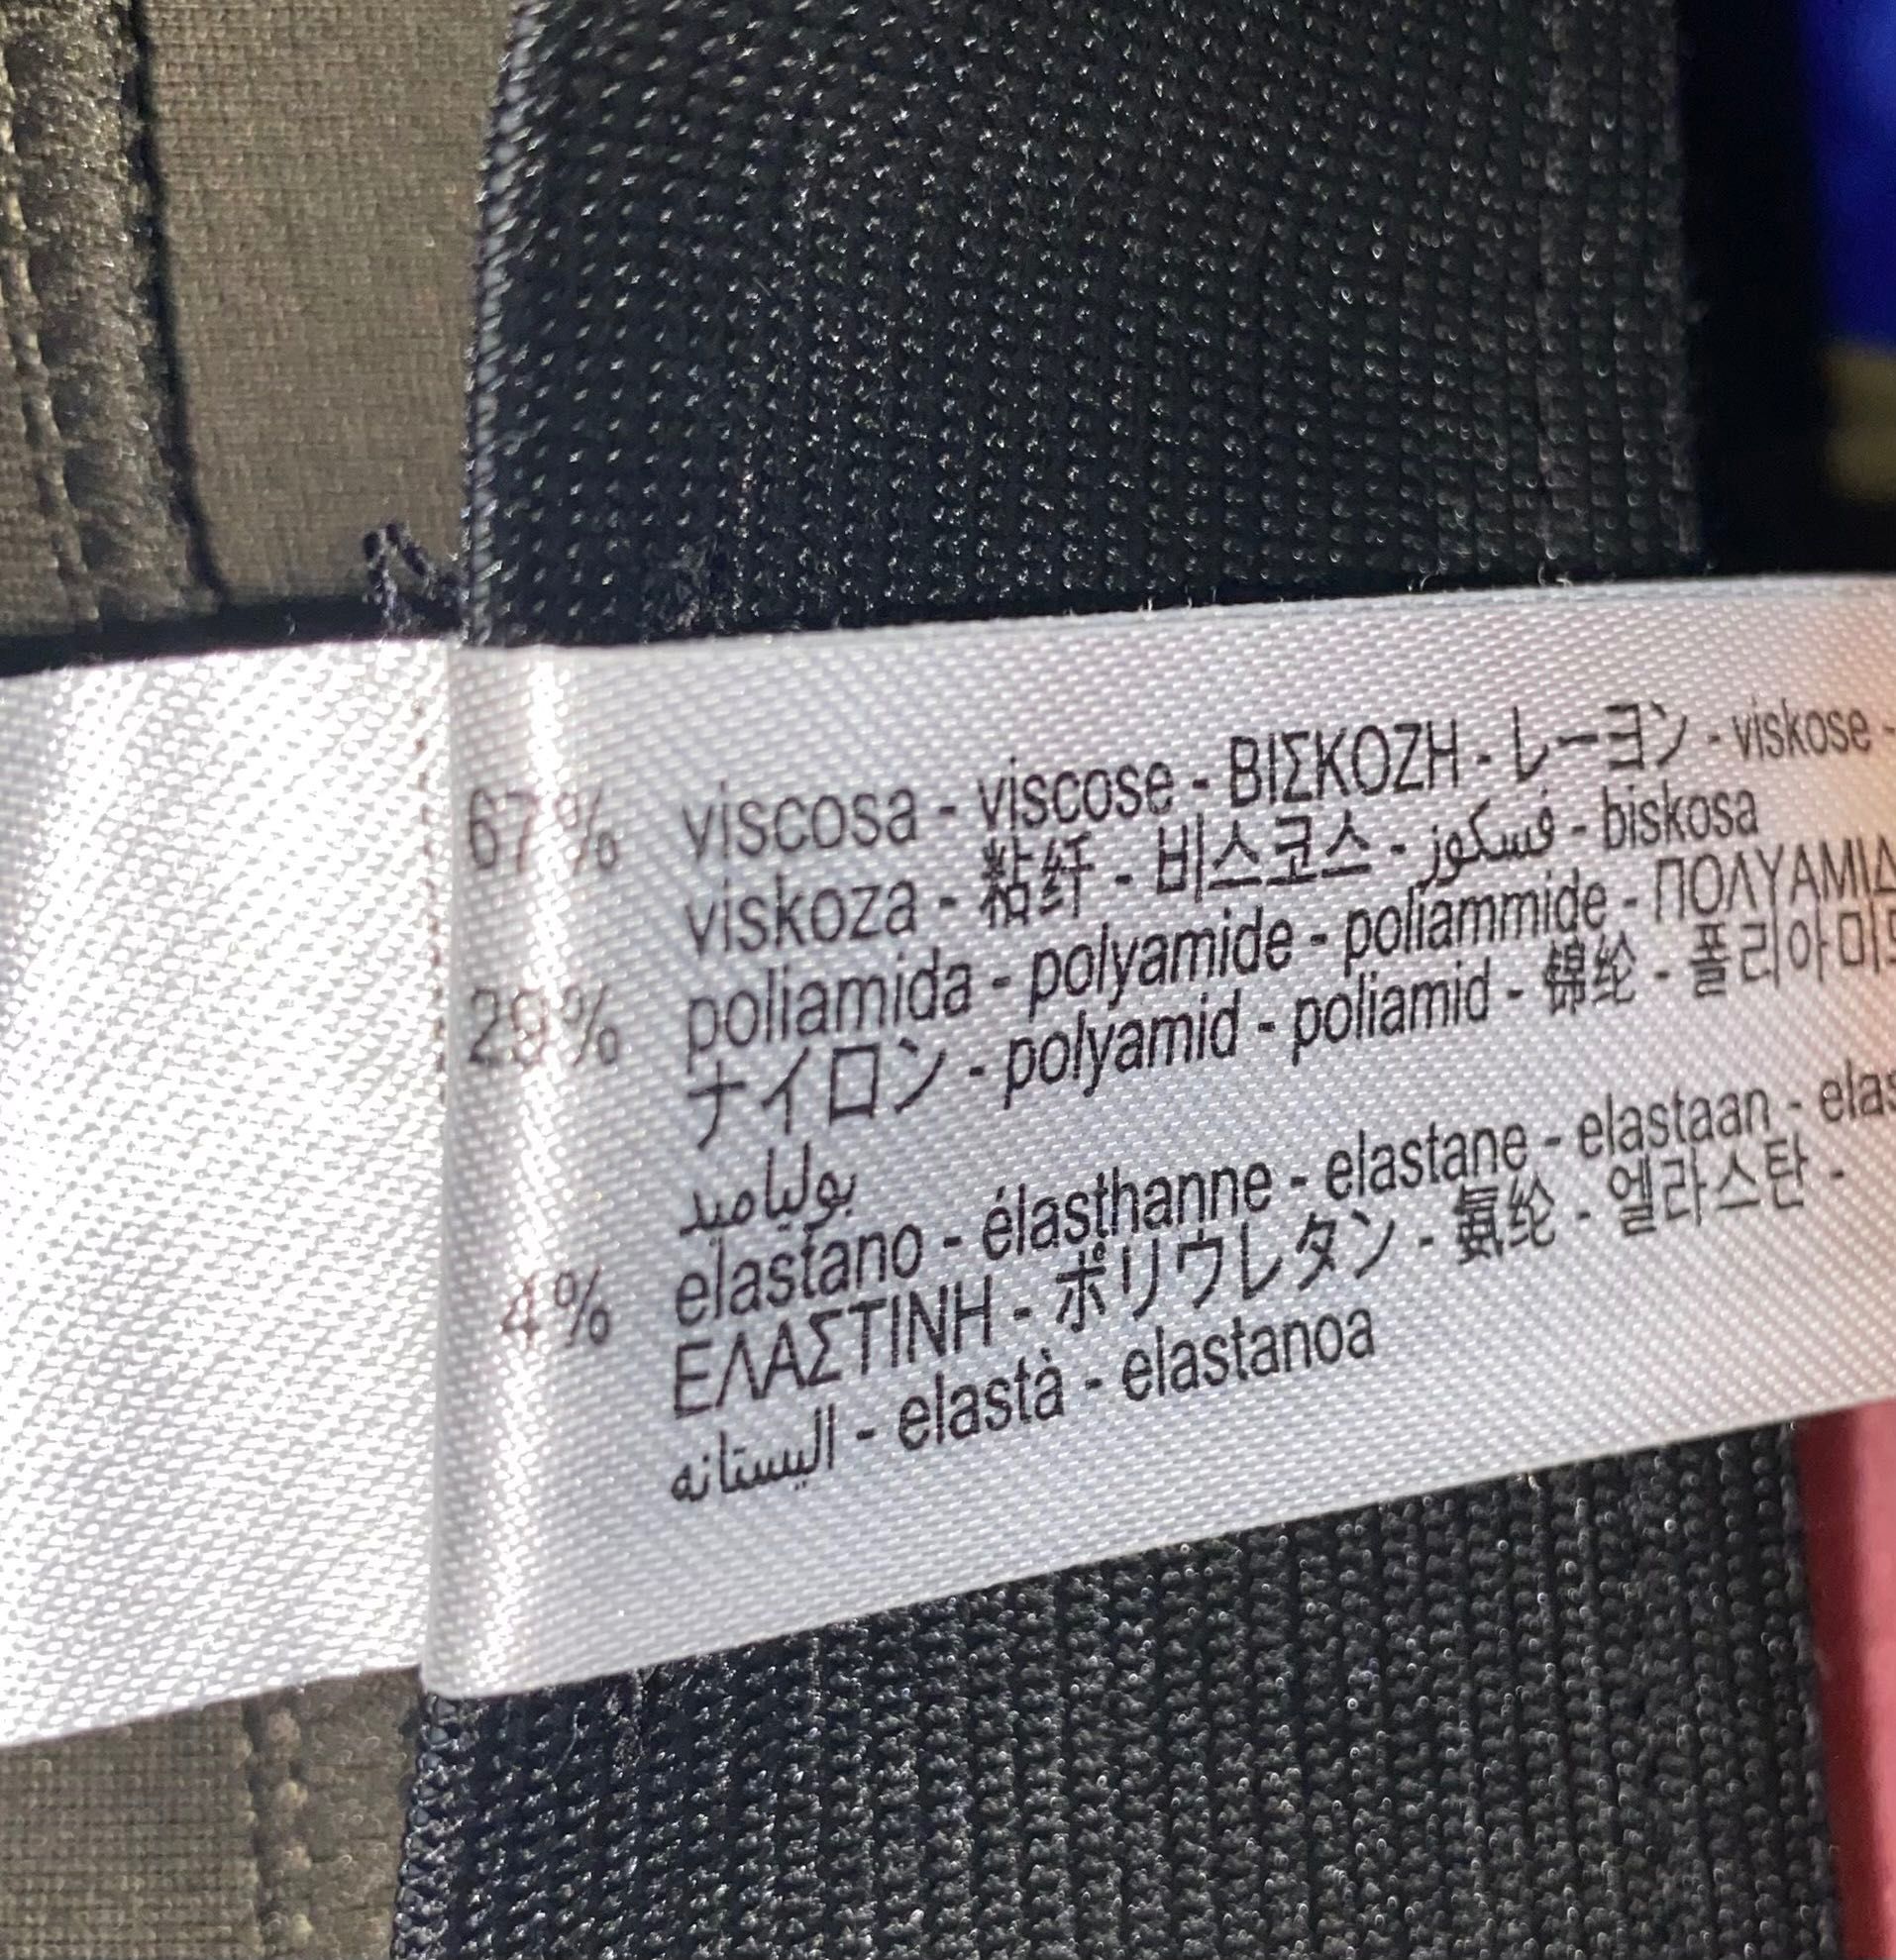 67% viscosa - viscose - ΒΙΣΚΟΖΗ - レーヨン - viskose -
viskoza - 粘纤 - 비스코스 - فسكوز - biskosa
29% poliamida - polyamide - poliammide - ΠΟΛΥΑΜΙΔ
ナイロン - polyamid - poliamid - 锦纶 - 폴리아미드
بولياميد
4% elastano - élasthanne - elastane - elastaan - elas
ΕΛΑΣΤΙΝΗ - ポリウレタン - 氨纶 - 엘라스탄 -
اليستانه - elastà - elastanoa